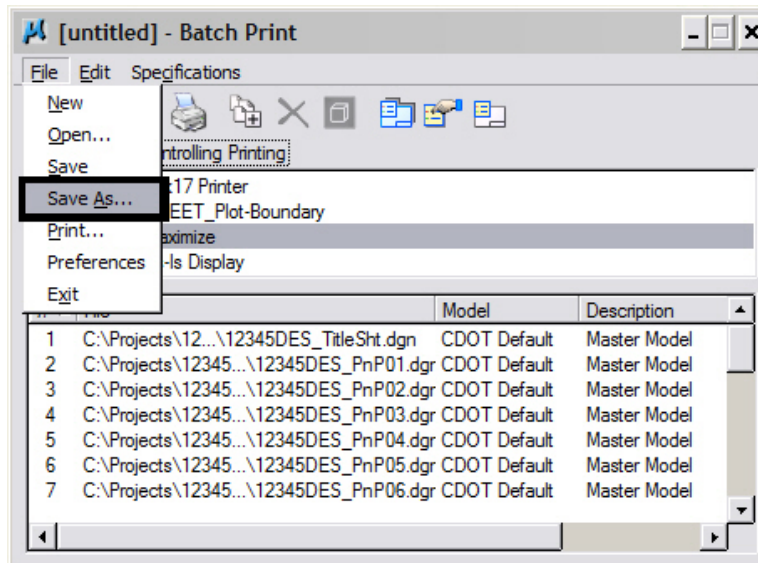 [untitled] - Batch Print
File Edit Specifications
New
Open...
Save
Save As...
Print...
Preferences
Exit
ntrolling Printing
17 Printer
EET_Plot-Boundary
aximize
-Is Display
Model Description
1 C:\Projects\12...\12345DES_TitleSht.dgn CDOT Default Master Model
2 C:\Projects\12345...\12345DES_PnP01.dgr CDOT Default Master Model
3 C:\Projects\12345...\12345DES_PnP02.dgr CDOT Default Master Model
4 C:\Projects\12345...\12345DES_PnP03.dgr CDOT Default Master Model
5 C:\Projects\12345...\12345DES_PnP04.dgr CDOT Default Master Model
6 C:\Projects\12345...\12345DES_PnP05.dgr CDOT Default Master Model
7 C:\Projects\12345...\12345DES_PnP06.dgr CDOT Default Master Model